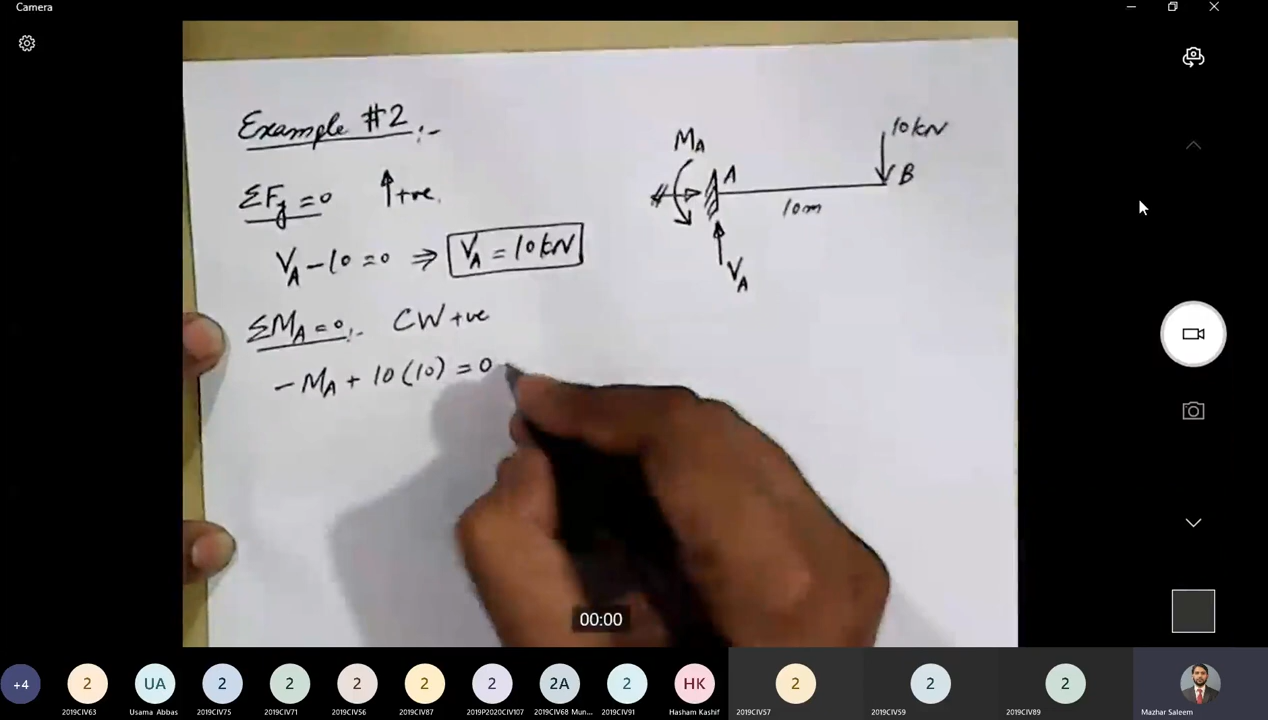 Camera
Example #2:-
ΣFy=0 ↑+ve.
VA-10=0 ⇒ VA=10kN
ΣMA=0:- CW+ve
-MA+10(10)=0
MA
10kN
A
B
10m
VA
00:00
+4
2
UA
2
2
2
2
2
2A
2
HK
2
2
2
2019CIV63
Usama Abbas
2019CIV75
2019CIV71
2019CIV56
2019CIV87
2019P2020CIV107
2019CIV68 Mun...
2019CIV91
Hasham Kashif
2019CIV57
2019CIV59
2019CIV89
Mazhar Saleem